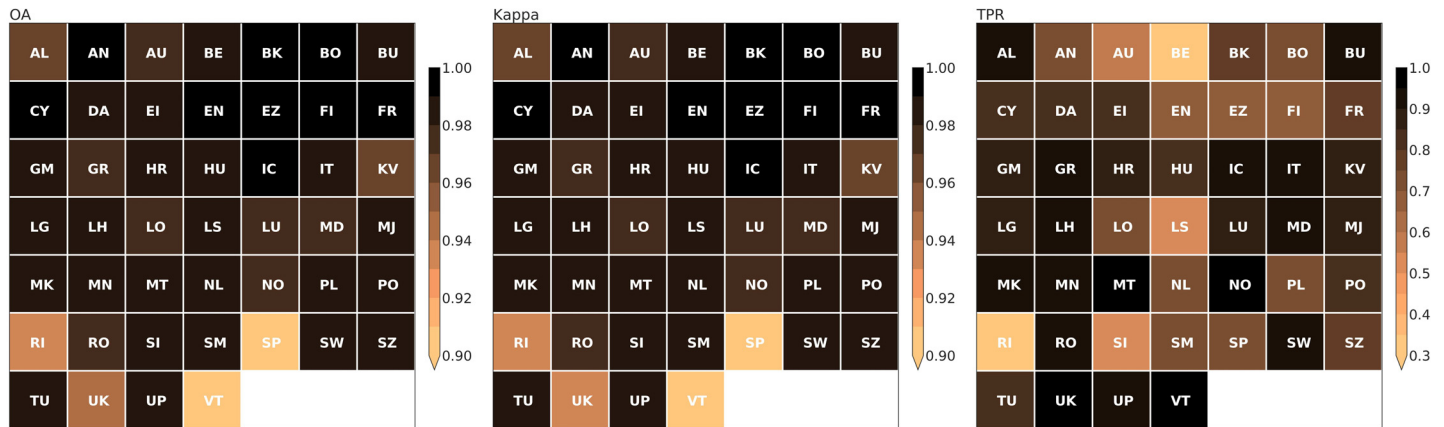 OA
AL AN AU BE BK BO BU
CY DA EI EN EZ FI FR
GM GR HR HU IC IT KV
LG LH LO LS LU MD MJ
MK MN MT NL NO PL PO
RI RO SI SM SP SW SZ
TU UK UP VT
1.00
0.98
0.96
0.94
0.92
0.90
Kappa
AL AN AU BE BK BO BU
CY DA EI EN EZ FI FR
GM GR HR HU IC IT KV
LG LH LO LS LU MD MJ
MK MN MT NL NO PL PO
RI RO SI SM SP SW SZ
TU UK UP VT
1.00
0.98
0.96
0.94
0.92
0.90
TPR
AL AN AU BE BK BO BU
CY DA EI EN EZ FI FR
GM GR HR HU IC IT KV
LG LH LO LS LU MD MJ
MK MN MT NL NO PL PO
RI RO SI SM SP SW SZ
TU UK UP VT
1.0
0.9
0.8
0.7
0.6
0.5
0.4
0.3